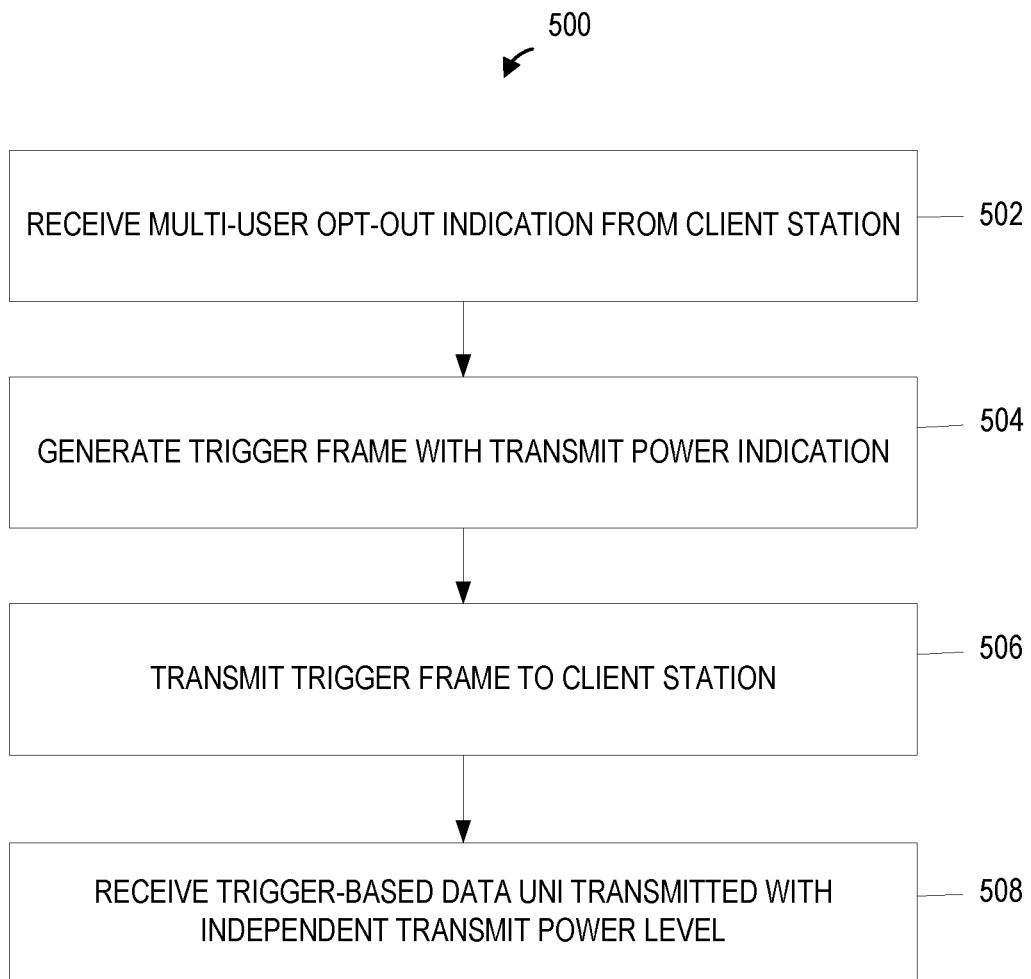 500
RECEIVE MULTI-USER OPT-OUT INDICATION FROM CLIENT STATION
502
GENERATE TRIGGER FRAME WITH TRANSMIT POWER INDICATION
504
TRANSMIT TRIGGER FRAME TO CLIENT STATION
506
RECEIVE TRIGGER-BASED DATA UNI TRANSMITTED WITH
INDEPENDENT TRANSMIT POWER LEVEL
508